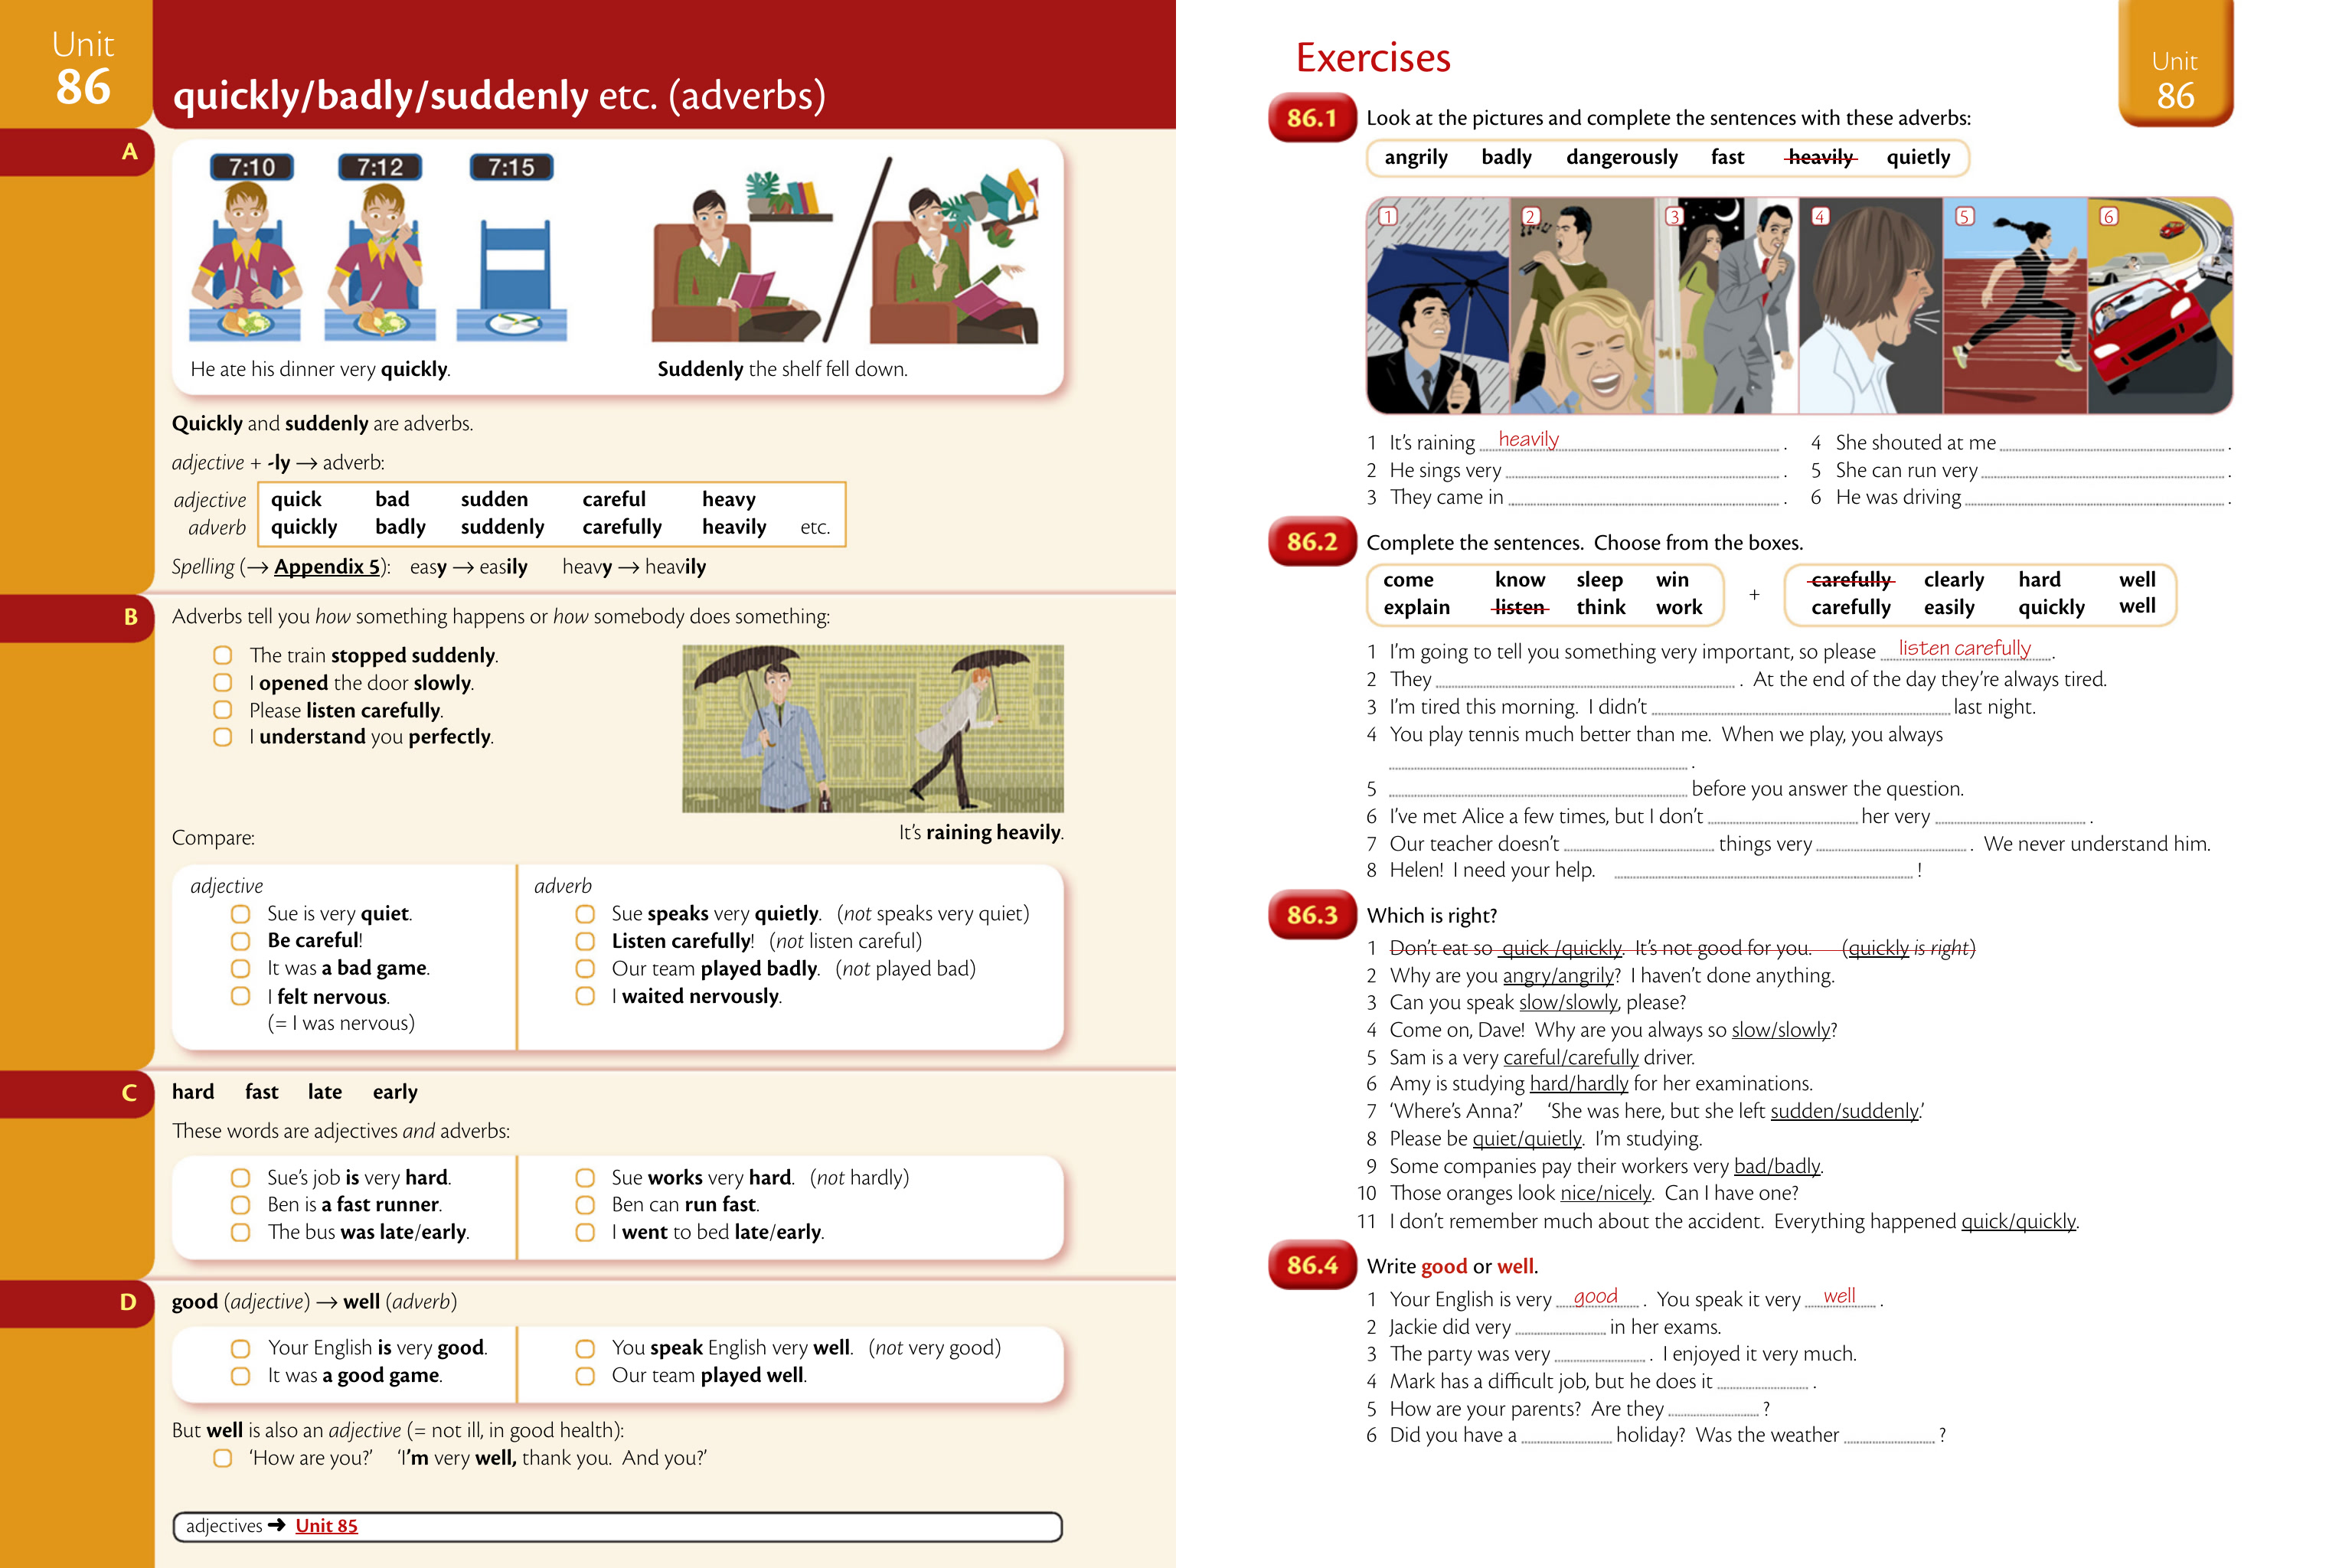 Unit
86
quickly/badly/suddenly etc. (adverbs)
A
7:10 7:12 7:15
He ate his dinner very quickly. Suddenly the shelf fell down.
Quickly and suddenly are adverbs.
adjective + -ly → adverb:
adjective quick bad sudden careful heavy
adverb quickly badly suddenly carefully heavily etc.
Spelling (→ Appendix 5): easy → easily heavy → heavily
B
Adverbs tell you how something happens or how somebody does something:
The train stopped suddenly.
I opened the door slowly.
Please listen carefully.
I understand you perfectly.
It's raining heavily.
Compare:
adjective
Sue is very quiet.
Be careful!
It was a bad game.
I felt nervous.
(= I was nervous)
adverb
Sue speaks very quietly. (not speaks very quiet)
Listen carefully! (not listen careful)
Our team played badly. (not played bad)
I waited nervously.
C
hard fast late early
These words are adjectives and adverbs:
Sue's job is very hard.
Ben is a fast runner.
The bus was late/early.
Sue works very hard. (not hardly)
Ben can run fast.
I went to bed late/early.
D
good (adjective) → well (adverb)
Your English is very good.
It was a good game.
You speak English very well. (not very good)
Our team played well.
But well is also an adjective (= not ill, in good health):
'How are you?' 'I'm very well, thank you. And you?'
adjectives → Unit 85
Exercises
Unit
86
86.1 Look at the pictures and complete the sentences with these adverbs:
angrily badly dangerously fast heavily quietly
1 2 3 4 5 6
1 It's raining heavily .
2 He sings very .
3 They came in .
4 She shouted at me .
5 She can run very .
6 He was driving .
86.2 Complete the sentences. Choose from the boxes.
come know sleep win
explain listen think work
+
carefully clearly hard well
carefully easily quickly well
1 I'm going to tell you something very important, so please listen carefully .
2 They . At the end of the day they're always tired.
3 I'm tired this morning. I didn't last night.
4 You play tennis much better than me. When we play, you always
.
5 before you answer the question.
6 I've met Alice a few times, but I don't her very .
7 Our teacher doesn't things very . We never understand him.
8 Helen! I need your help. !
86.3 Which is right?
1 Don't eat so quick /quickly. It's not good for you. (quickly is right)
2 Why are you angry/angrily? I haven't done anything.
3 Can you speak slow/slowly, please?
4 Come on, Dave! Why are you always so slow/slowly?
5 Sam is a very careful/carefully driver.
6 Amy is studying hard/hardly for her examinations.
7 'Where's Anna?' 'She was here, but she left sudden/suddenly.'
8 Please be quiet/quietly. I'm studying.
9 Some companies pay their workers very bad/badly.
10 Those oranges look nice/nicely. Can I have one?
11 I don't remember much about the accident. Everything happened quick/quickly.
86.4 Write good or well.
1 Your English is very good . You speak it very well .
2 Jackie did very in her exams.
3 The party was very . I enjoyed it very much.
4 Mark has a difficult job, but he does it .
5 How are your parents? Are they ?
6 Did you have a holiday? Was the weather ?